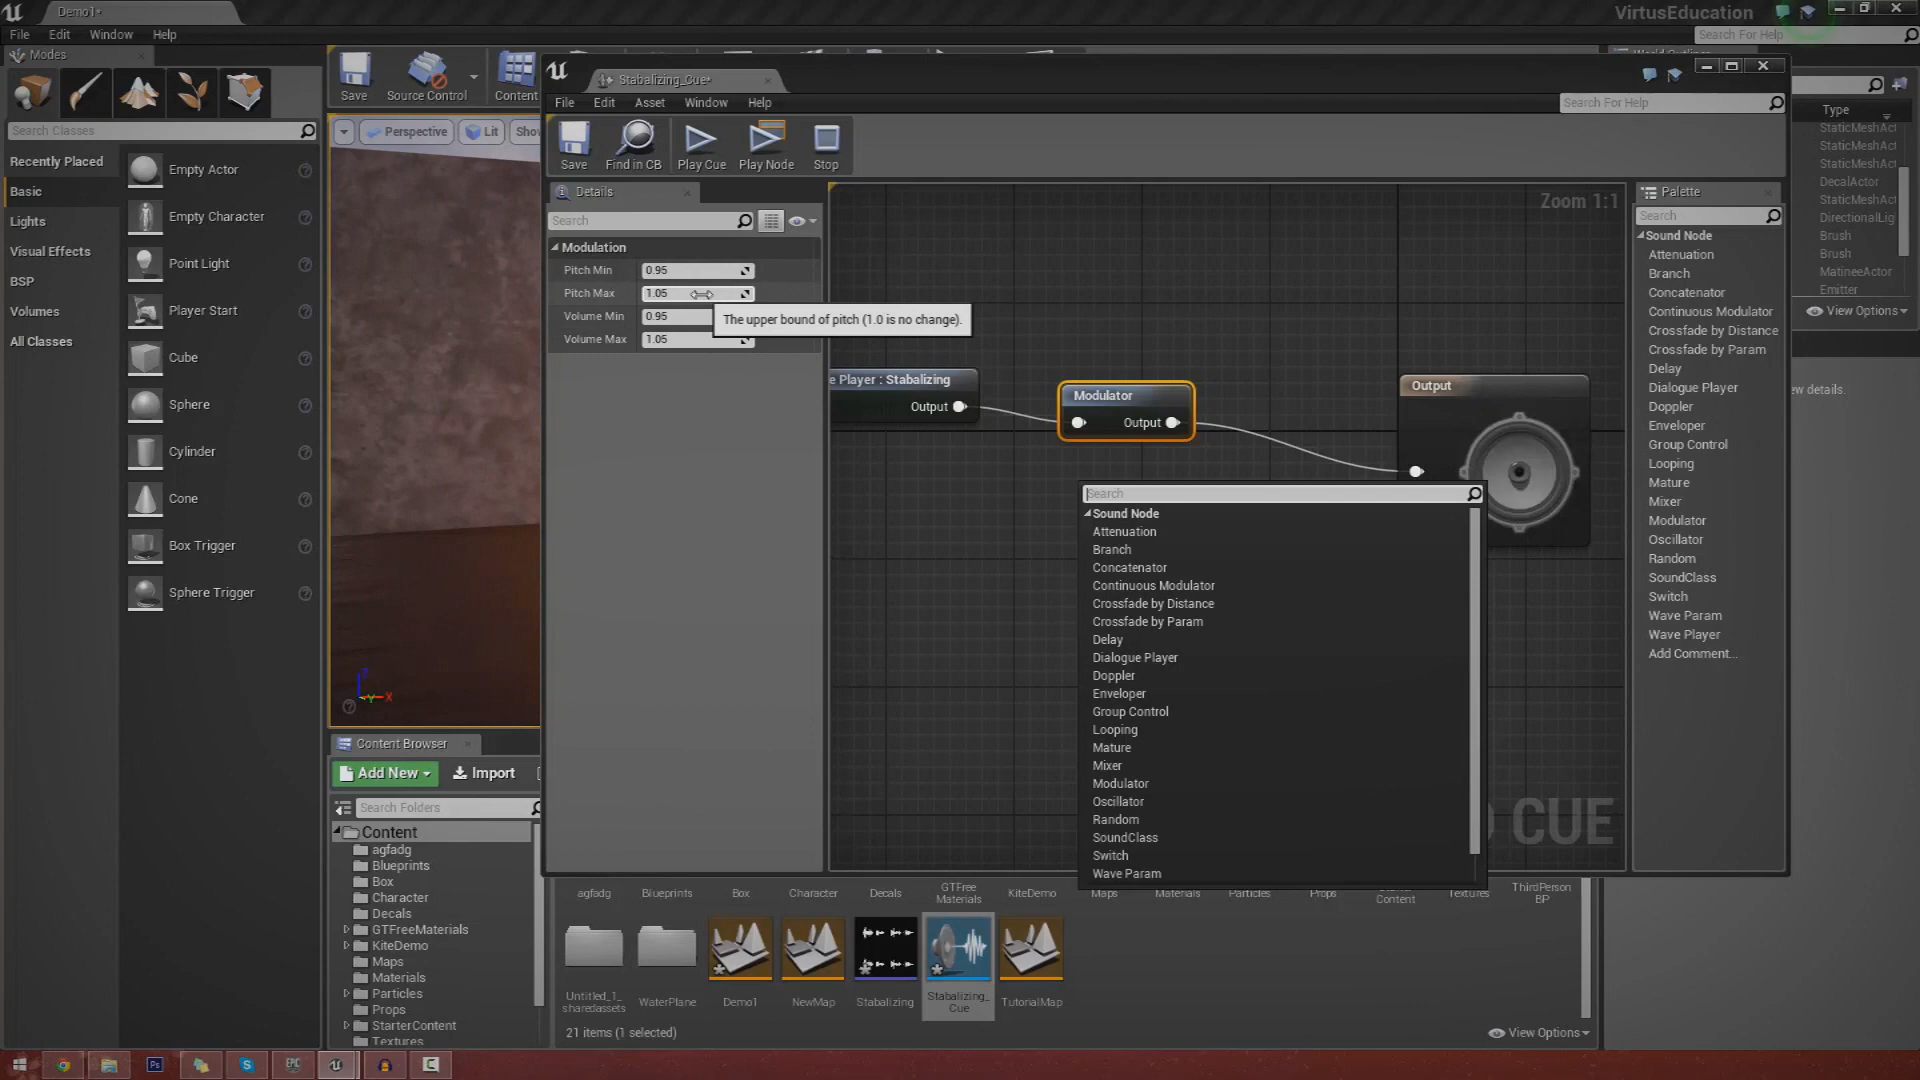 Demo1*
VirtusEducation
File Edit Window Help
Search For Help
Modes
Search Classes
Recently Placed
Basic
Lights
Visual Effects
BSP
Volumes
All Classes
Empty Actor
Empty Character
Point Light
Player Start
Cube
Sphere
Cylinder
Cone
Box Trigger
Sphere Trigger
Save
Source Control
Content
Perspective
Lit
Stabalizing_Cue*
File Edit Asset Window Help
Search For Help
Save
Find in CB
Play Cue
Play Node
Stop
Details
Search
Modulation
Pitch Min 0.95
Pitch Max 1.05
Volume Min 0.95
Volume Max 1.05
The upper bound of pitch (1.0 is no change).
Zoom 1:1
e Player : Stabalizing
Output
Modulator
Output
Output
CUE
Search
Sound Node
Attenuation
Branch
Concatenator
Continuous Modulator
Crossfade by Distance
Crossfade by Param
Delay
Dialogue Player
Doppler
Enveloper
Group Control
Looping
Mature
Mixer
Modulator
Oscillator
Random
SoundClass
Switch
Wave Param
Palette
Search
Sound Node
Attenuation
Branch
Concatenator
Continuous Modulator
Crossfade by Distance
Crossfade by Param
Delay
Dialogue Player
Doppler
Enveloper
Group Control
Looping
Mature
Mixer
Modulator
Oscillator
Random
SoundClass
Switch
Wave Param
Wave Player
Add Comment...
Type
StaticMeshAct
StaticMeshAct
StaticMeshAct
DecalActor
StaticMeshAct
DirectionalLig
Brush
Brush
MatineeActor
Emitter
View Options
ew details.
Content Browser
Add New
Import
Search Folders
Content
agfadg
Blueprints
Box
Character
Decals
GTFreeMaterials
KiteDemo
Maps
Materials
Particles
Props
StarterContent
Textures
agfadg
Blueprints
Box
Character
Decals
GTFree
Materials
KiteDemo
Maps
Materials
Particles
Props
Content
Textures
ThirdPerson
BP
Untitled_1_
sharedassets
WaterPlane
Demo1
NewMap
Stabalizing
Stabalizing_
Cue
TutorialMap
21 items (1 selected)
View Options